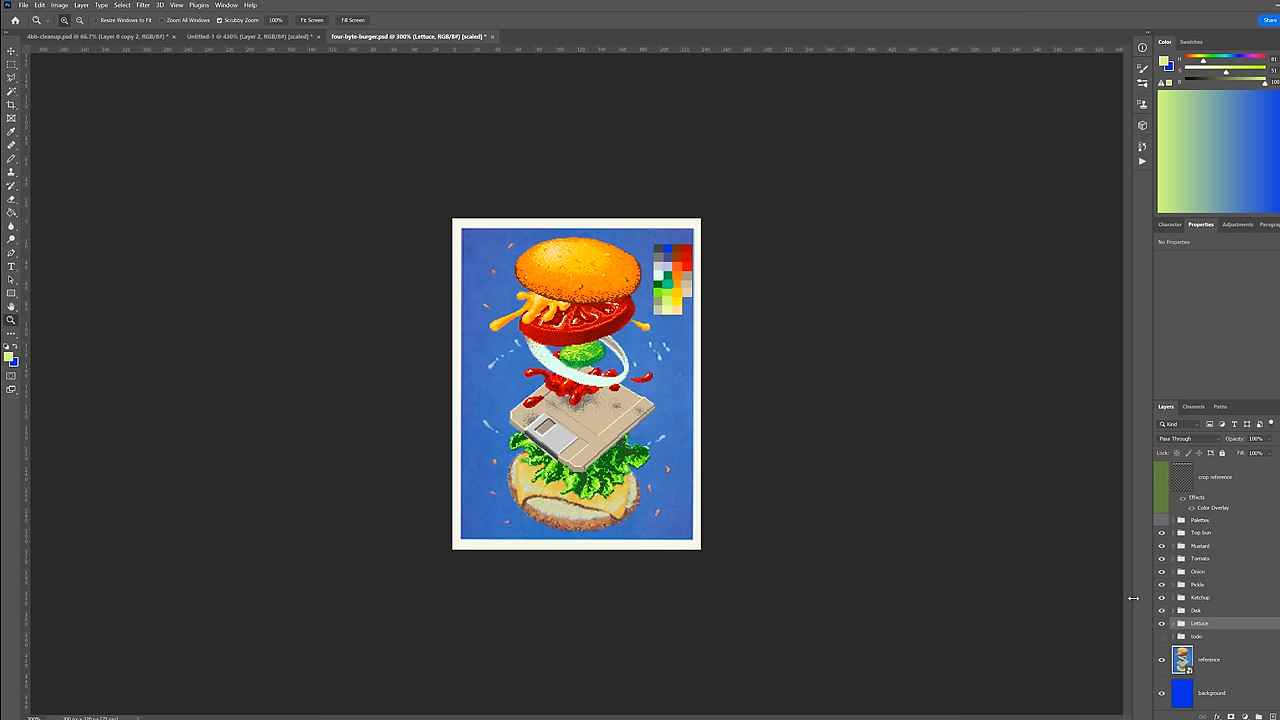 File Edit Image Layer Type Select Filter 3D View Plugins Window Help
Resize Windows to Fit Zoom All Windows Scrubby Zoom 100% Fit Screen Fill Screen
Share
4bb-cleanup.psd @ 66.7% (Layer 0 copy 2, RGB/8#) * × Untitled-1 @ 430% (Layer 2, RGB/8#) [scaled] * × four-byte-burger.psd @ 300% (Lettuce, RGB/8#) [scaled] * ×
Color Swatches
H 81
S 51
B 100
Character Properties Adjustments Paragra
No Properties
Layers Channels Paths
Kind
Pass Through Opacity: 100%
Lock: Fill: 100%
crop reference
Effects
Color Overlay
Palettes
Top bun
Mustard
Tomato
Onion
Pickle
Ketchup
Disk
Lettuce
todo
reference
background